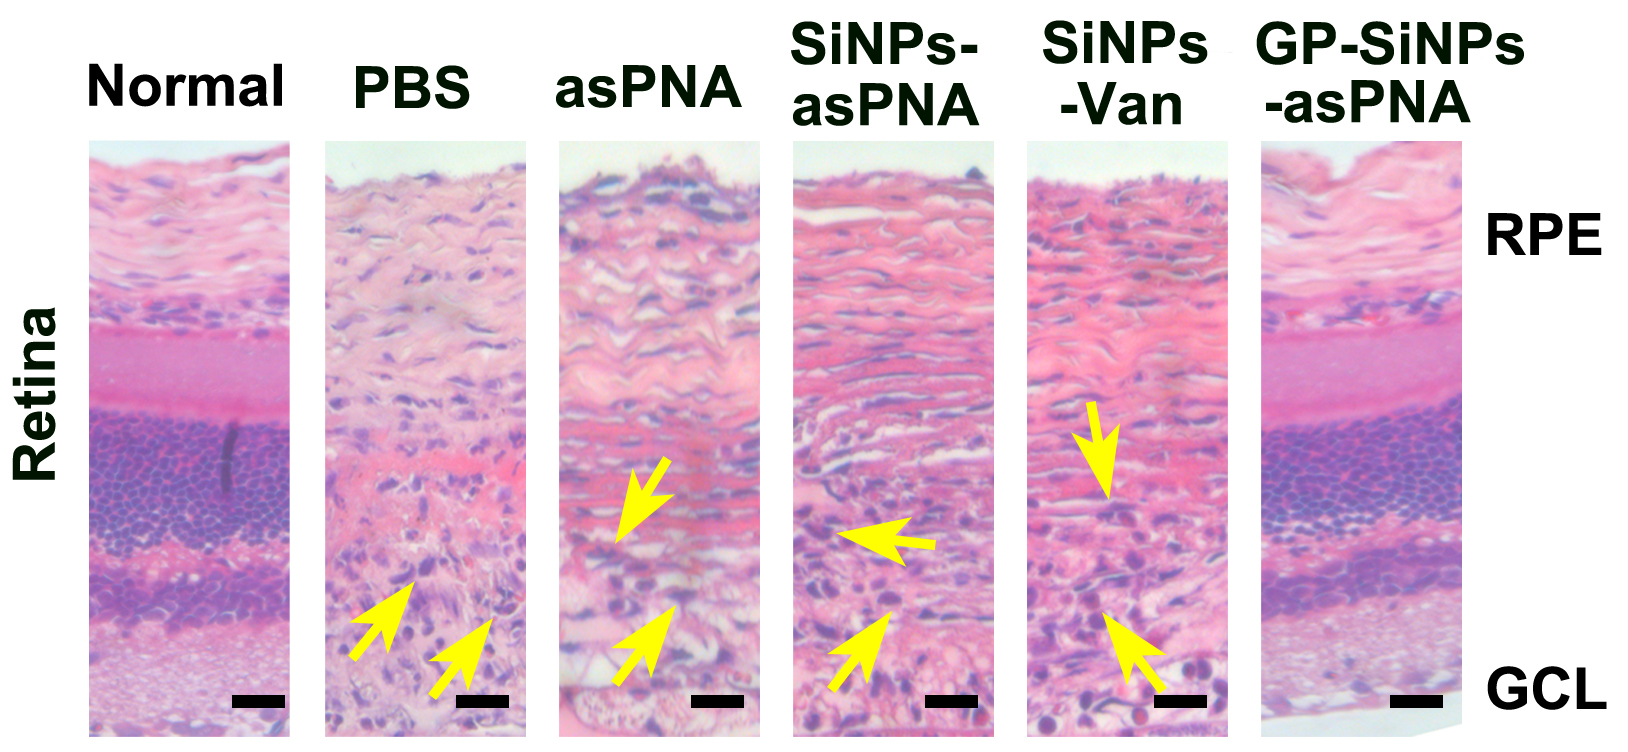 Normal
PBS
asPNA
SiNPs-
asPNA
SiNPs
-Van
GP-SiNPs
-asPNA
Retina
RPE
GCL